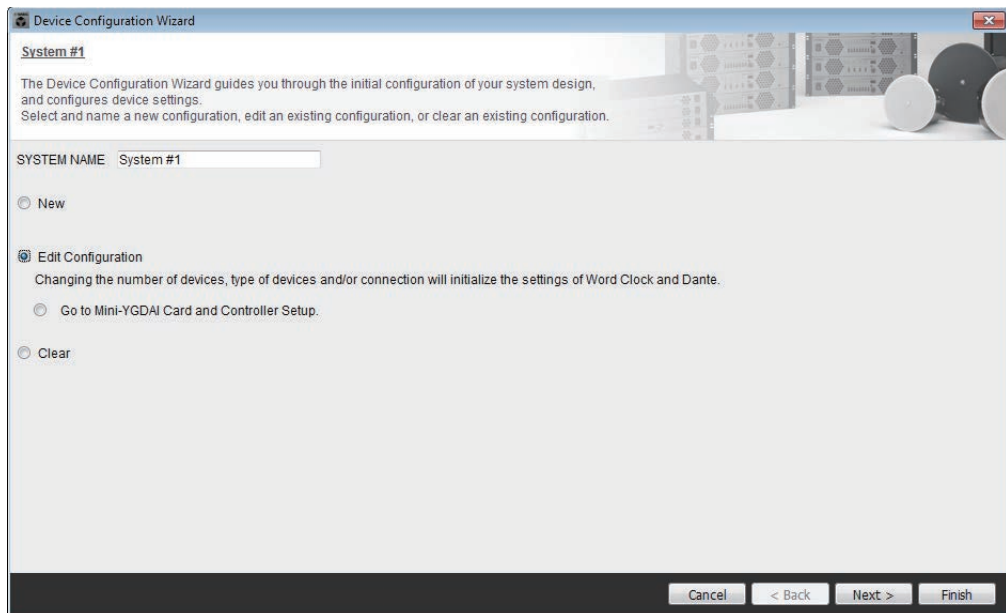 Device Configuration Wizard
System #1
The Device Configuration Wizard guides you through the initial configuration of your system design,
and configures device settings.
Select and name a new configuration, edit an existing configuration, or clear an existing configuration.
SYSTEM NAME System #1
New
Edit Configuration
Changing the number of devices, type of devices and/or connection will initialize the settings of Word Clock and Dante.
Go to Mini-YGDAI Card and Controller Setup.
Clear
Cancel < Back Next > Finish